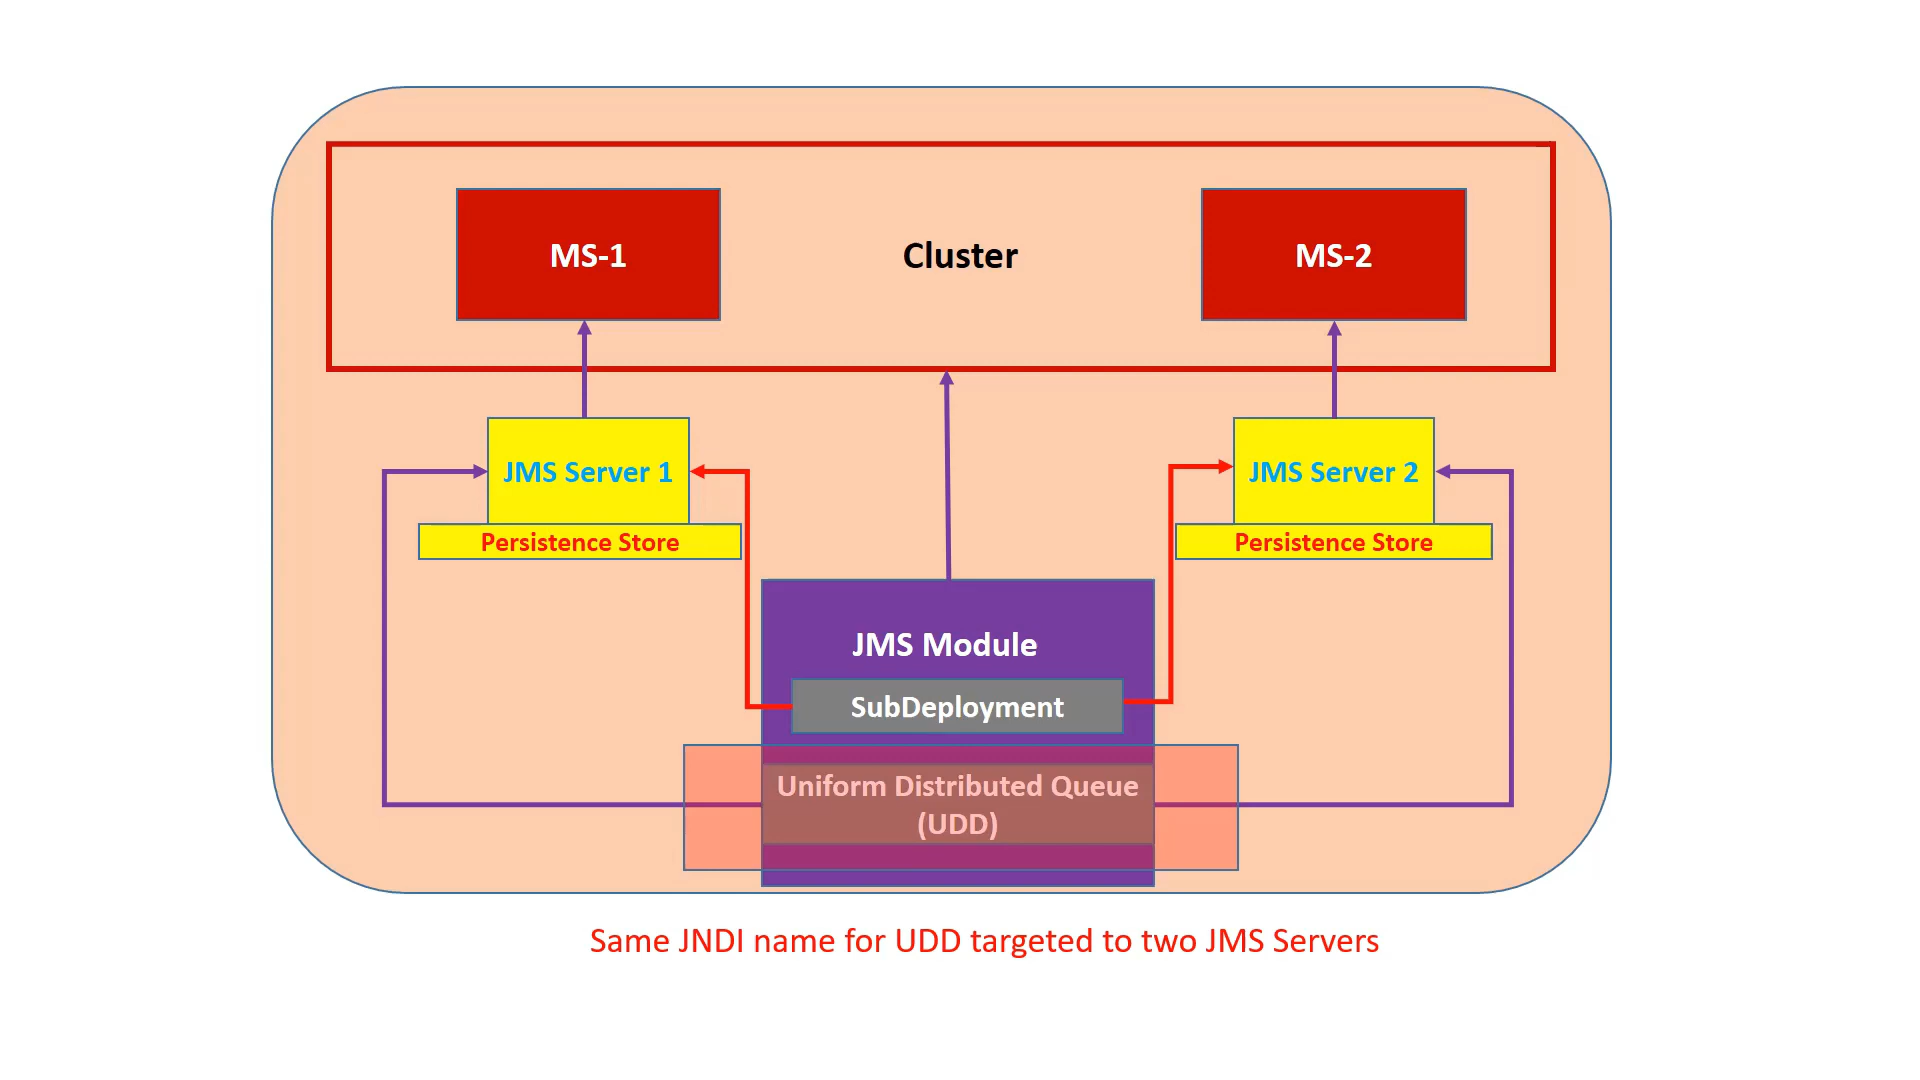 MS-1
Cluster
MS-2
JMS Server 1
JMS Server 2
Persistence Store
Persistence Store
JMS Module
SubDeployment
Uniform Distributed Queue
(UDD)
Same JNDI name for UDD targeted to two JMS Servers